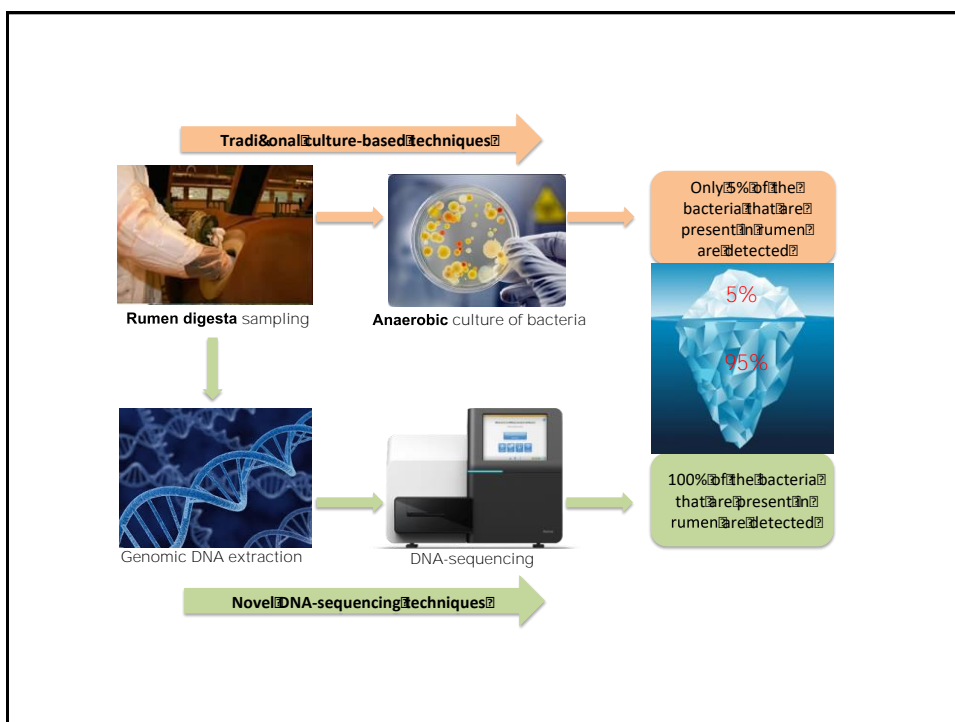 Tradi&onal⍰culture-based⍰techniques⍰
Only⍰5%⍰of⍰the⍰
bacteria⍰that⍰are⍰
present⍰in⍰rumen⍰
are⍰detected⍰
5%
Rumen digesta sampling
Anaerobic culture of bacteria
95%
100%⍰of⍰the⍰bacteria⍰
that⍰are⍰present⍰in⍰
rumen⍰are⍰detected⍰
Genomic DNA extraction
DNA-sequencing
Novel⍰DNA-sequencing⍰techniques⍰